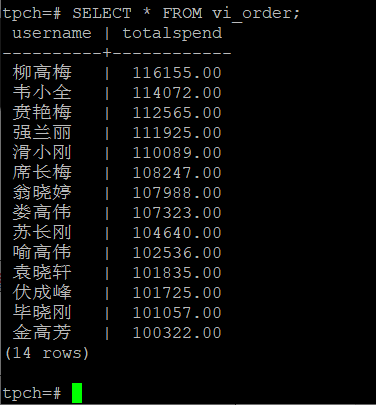 tpch=# SELECT * FROM vi_order;
username | totalspend
----------+------------
柳高梅 | 116155.00
韦小全 | 114072.00
贲艳梅 | 112565.00
强兰丽 | 111925.00
滑小刚 | 110089.00
席长梅 | 108247.00
翁晓婷 | 107988.00
娄高伟 | 107323.00
苏长刚 | 104640.00
喻高伟 | 102536.00
袁晓轩 | 101835.00
伏成峰 | 101725.00
毕晓刚 | 101057.00
金高芳 | 100322.00
(14 rows)
tpch=#